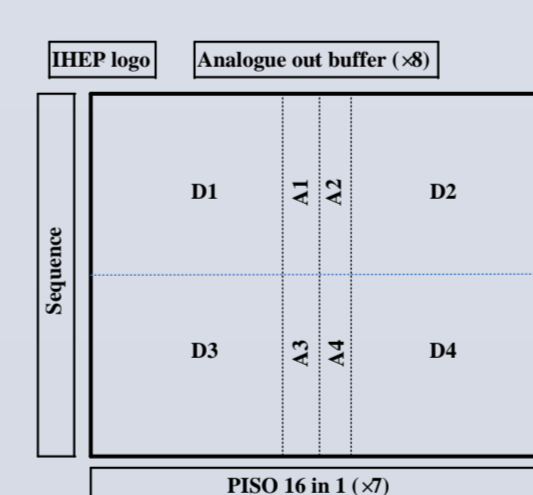 IHEP logo
Analogue out buffer (×8)
Sequence
D1
A1
A2
D2
D3
A3
A4
D4
PISO 16 in 1 (×7)